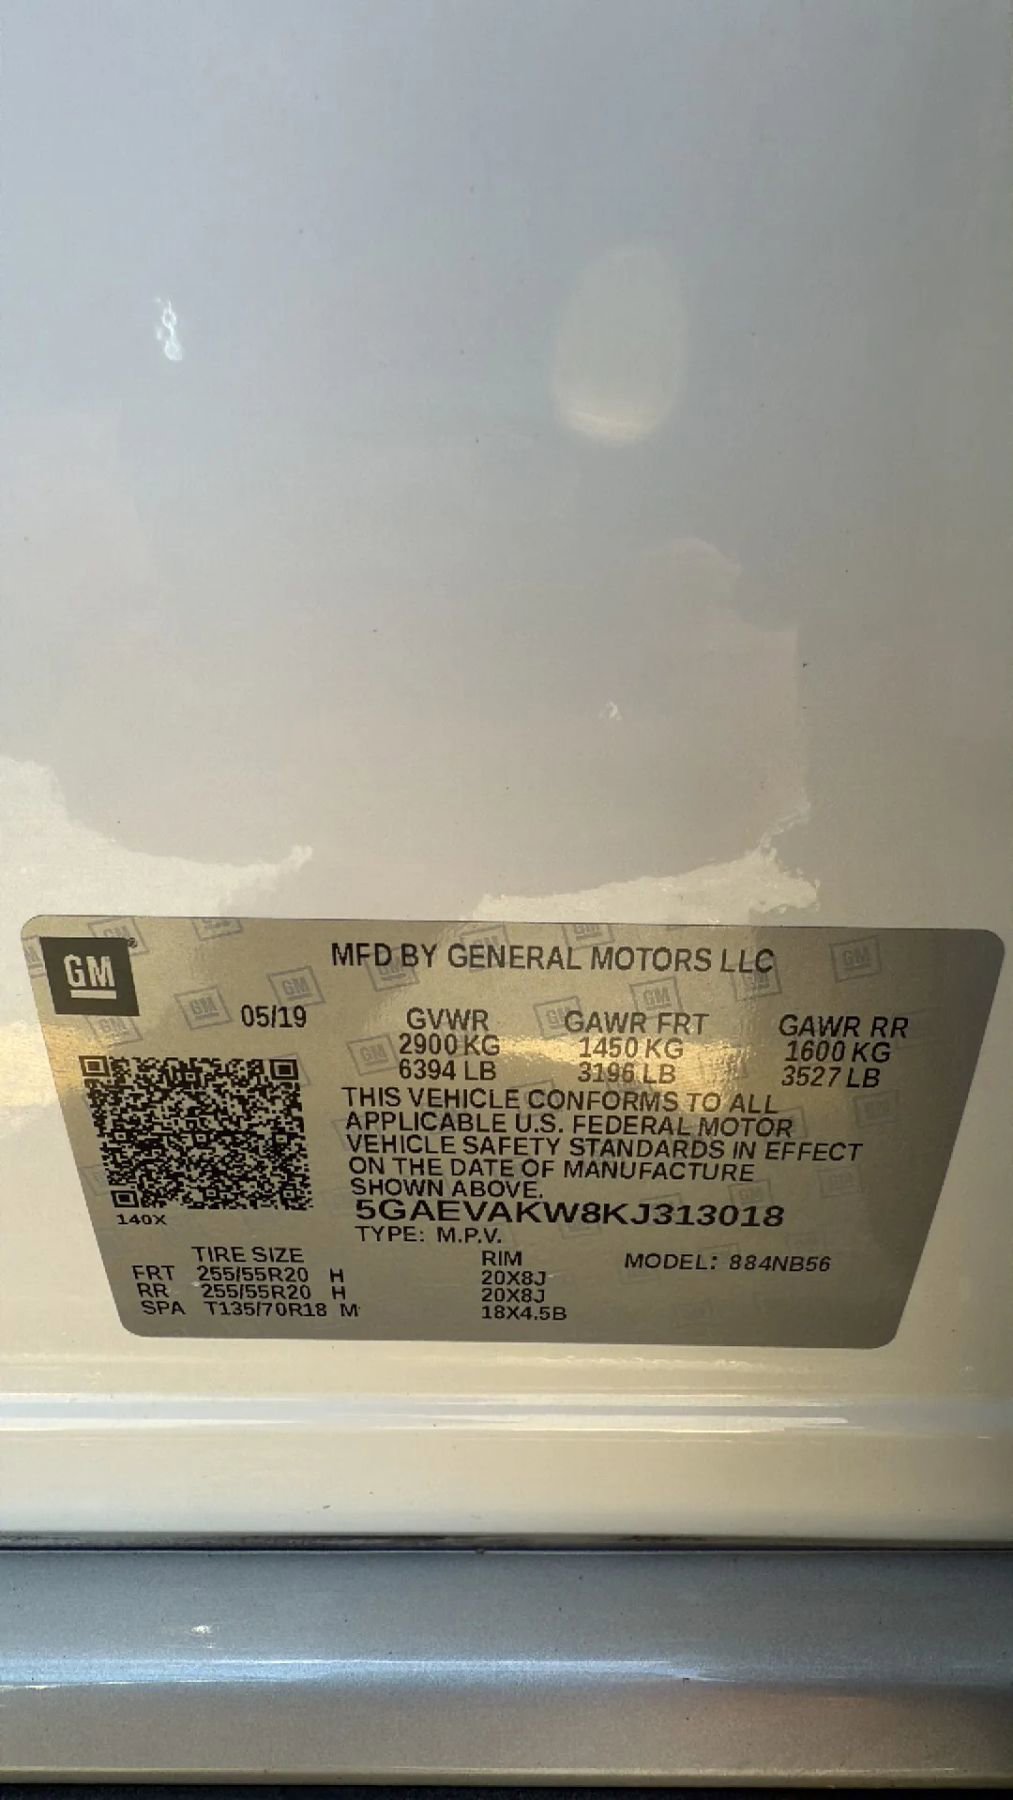 GM
MFD BY GENERAL MOTORS LLC
05/19
GVWR GAWR FRT GAWR RR
2900 KG 1450 KG 1600 KG
6394 LB 3196 LB 3527 LB
THIS VEHICLE CONFORMS TO ALL
APPLICABLE U.S. FEDERAL MOTOR
VEHICLE SAFETY STANDARDS IN EFFECT
ON THE DATE OF MANUFACTURE
SHOWN ABOVE.
5GAEVAKW8KJ313018
140X
TYPE: M.P.V.
TIRE SIZE RIM MODEL: 884NB56
FRT 255/55R20 H 20X8J
RR 255/55R20 H 20X8J
SPA T135/70R18 M 18X4.5B